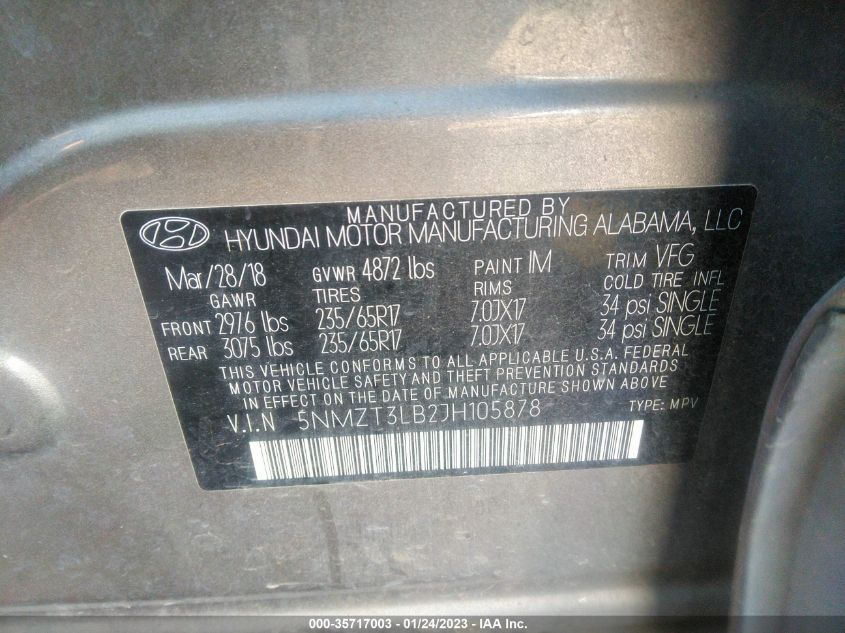 MANUFACTURED BY
HYUNDAI MOTOR MANUFACTURING ALABAMA, LLC
Mar/28/18 GVWR 4872 lbs PAINT IM TRIM VFG
GAWR TIRES RIMS COLD TIRE INFL
FRONT 2976 lbs 235/65R17 7.0JX17 34 psi SINGLE
REAR 3075 lbs 235/65R17 7.0JX17 34 psi SINGLE
THIS VEHICLE CONFORMS TO ALL APPLICABLE U.S.A. FEDERAL
MOTOR VEHICLE SAFETY AND THEFT PREVENTION STANDARDS
IN EFFECT ON THE DATE OF MANUFACTURE SHOWN ABOVE.
V.I.N 5NMZT3LB2JH105878 TYPE: MPV
000-35717003 - 01/24/2023 - IAA Inc.